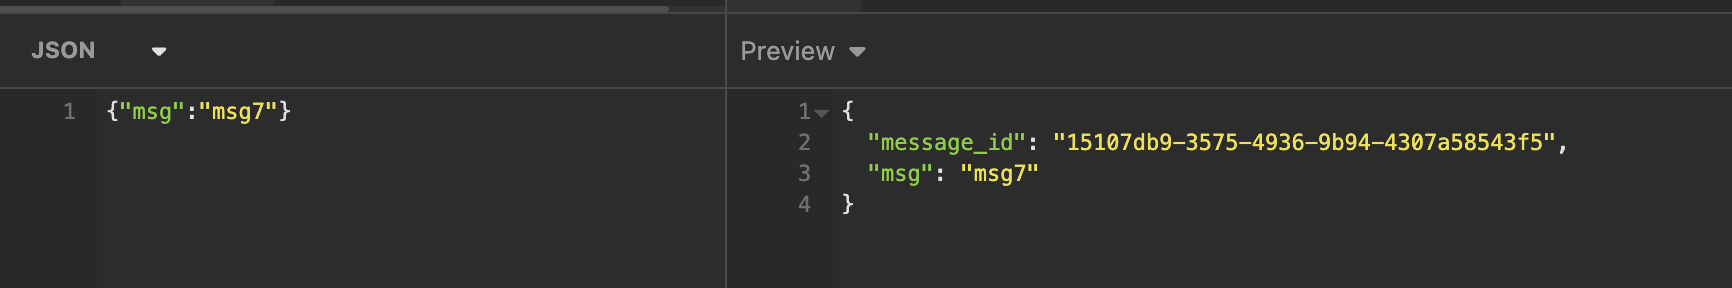 JSON
1 {"msg":"msg7"}
Preview
1 {
2 "message_id": "15107db9-3575-4936-9b94-4307a58543f5",
3 "msg": "msg7"
4 }